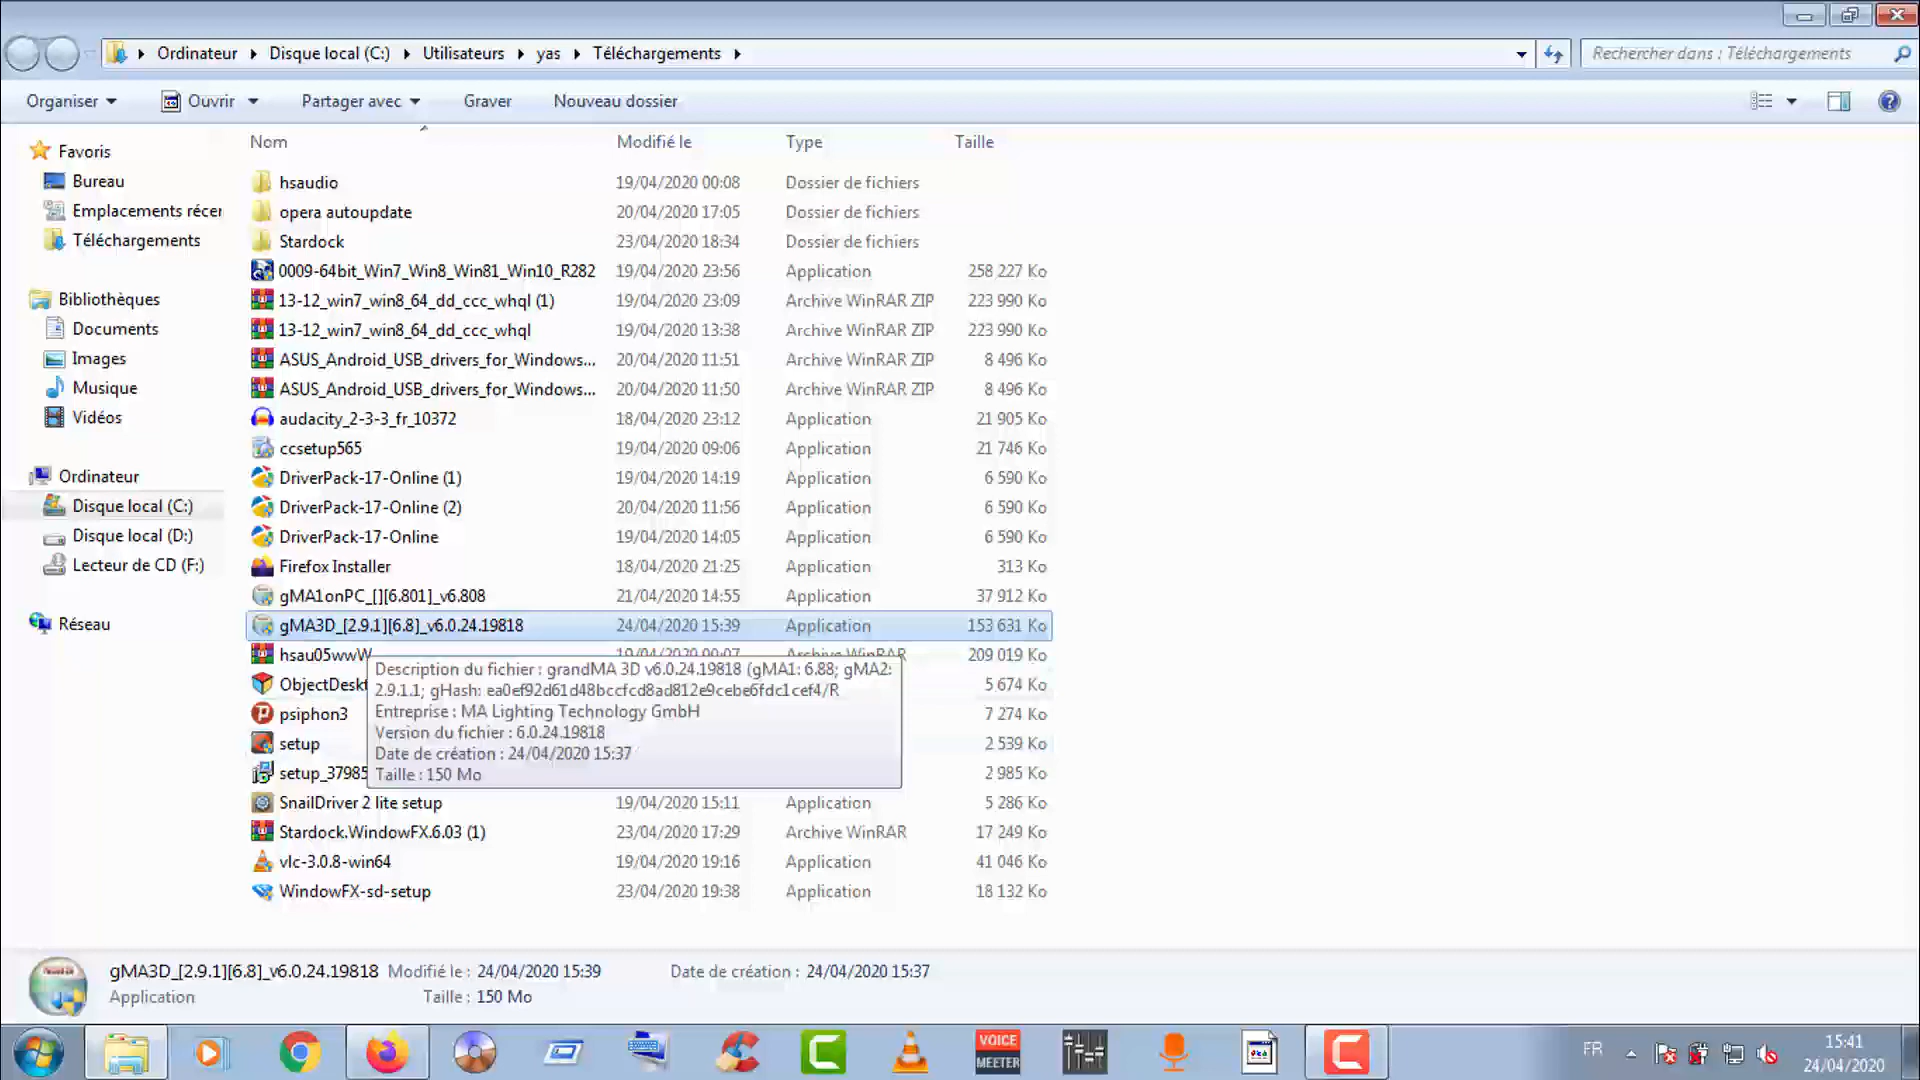 Ordinateur Disque local (C:) Utilisateurs yas Téléchargements
Rechercher dans : Téléchargements
Organiser Ouvrir Partager avec Graver Nouveau dossier
Nom Modifié le Type Taille
Favoris
Bureau
Emplacements récer
Téléchargements
Bibliothèques
Documents
Images
Musique
Vidéos
Ordinateur
Disque local (C:)
Disque local (D:)
Lecteur de CD (F:)
Réseau
hsaudio 19/04/2020 00:08 Dossier de fichiers
opera autoupdate 20/04/2020 17:05 Dossier de fichiers
Stardock 23/04/2020 18:34 Dossier de fichiers
0009-64bit_Win7_Win8_Win81_Win10_R282 19/04/2020 23:56 Application 258 227 Ko
13-12_win7_win8_64_dd_ccc_whql (1) 19/04/2020 23:09 Archive WinRAR ZIP 223 990 Ko
13-12_win7_win8_64_dd_ccc_whql 19/04/2020 13:38 Archive WinRAR ZIP 223 990 Ko
ASUS_Android_USB_drivers_for_Windows... 20/04/2020 11:51 Archive WinRAR ZIP 8 496 Ko
ASUS_Android_USB_drivers_for_Windows... 20/04/2020 11:50 Archive WinRAR ZIP 8 496 Ko
audacity_2-3-3_fr_10372 18/04/2020 23:12 Application 21 905 Ko
ccsetup565 19/04/2020 09:06 Application 21 746 Ko
DriverPack-17-Online (1) 19/04/2020 14:19 Application 6 590 Ko
DriverPack-17-Online (2) 20/04/2020 11:56 Application 6 590 Ko
DriverPack-17-Online 19/04/2020 14:05 Application 6 590 Ko
Firefox Installer 18/04/2020 21:25 Application 313 Ko
gMA1onPC_[][6.801]_v6.808 21/04/2020 14:55 Application 37 912 Ko
gMA3D_[2.9.1][6.8]_v6.0.24.19818 24/04/2020 15:39 Application 153 631 Ko
hsau05wwW 19/04/2020 00:07 Archive WinRAR 209 019 Ko
ObjectDeskt 5 674 Ko
psiphon3 7 274 Ko
setup 2 539 Ko
setup_37985 2 985 Ko
Description du fichier : grandMA 3D v6.0.24.19818 (gMA1: 6.88; gMA2:
2.9.1.1; gHash: ea0ef92d61d48bccfcd8ad812e9cebe6fdc1cef4/R
Entreprise : MA Lighting Technology GmbH
Version du fichier : 6.0.24.19818
Date de création : 24/04/2020 15:37
Taille : 150 Mo
SnailDriver 2 lite setup 19/04/2020 15:11 Application 5 286 Ko
Stardock.WindowFX.6.03 (1) 23/04/2020 17:29 Archive WinRAR 17 249 Ko
vlc-3.0.8-win64 19/04/2020 19:16 Application 41 046 Ko
WindowFX-sd-setup 23/04/2020 19:38 Application 18 132 Ko
gMA3D_[2.9.1][6.8]_v6.0.24.19818 Modifié le : 24/04/2020 15:39 Date de création : 24/04/2020 15:37
Application Taille : 150 Mo
VOICE
MEETER
FR
15:41
24/04/2020